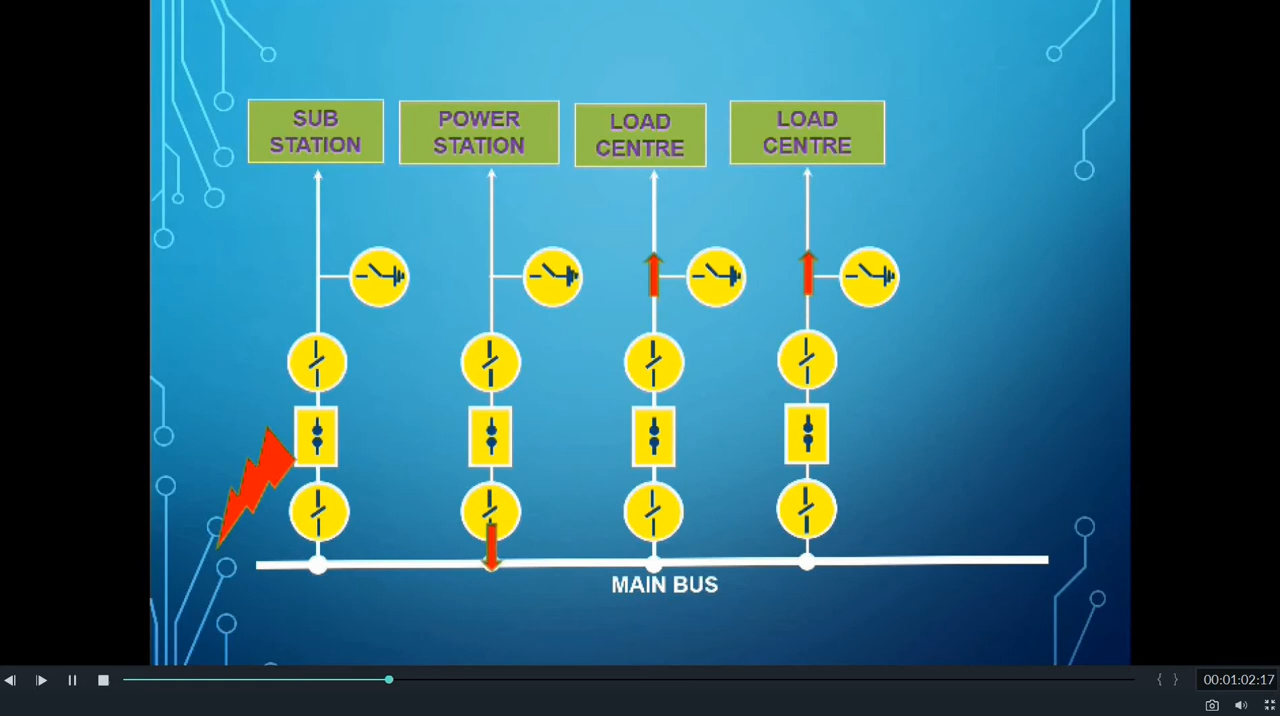 SUB
STATION
POWER
STATION
LOAD
CENTRE
LOAD
CENTRE
MAIN BUS
{ }
00:01:02:17